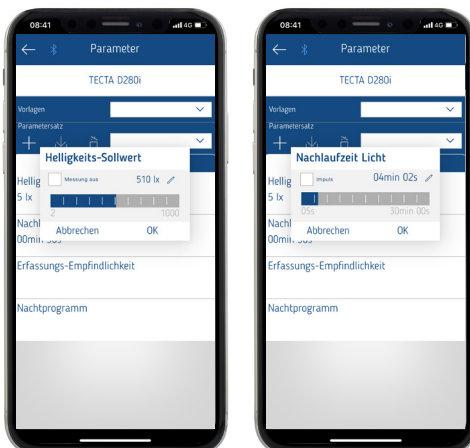 08:41
4G
Parameter
TECTA D280i
Vorlagen
Parametersatz
Helligkeits-Sollwert
Messung aus 510 lx
2 1000
Abbrechen OK
Hellig
5 lx
Nachl
00min
Erfassungs-Empfindlichkeit
Nachtprogramm
08:41
4G
Parameter
TECTA D280i
Vorlagen
Parametersatz
Nachlaufzeit Licht
Impuls 04min 02s
05s 30min 00s
Abbrechen OK
Hellig
5 lx
Nachl
00min
Erfassungs-Empfindlichkeit
Nachtprogramm